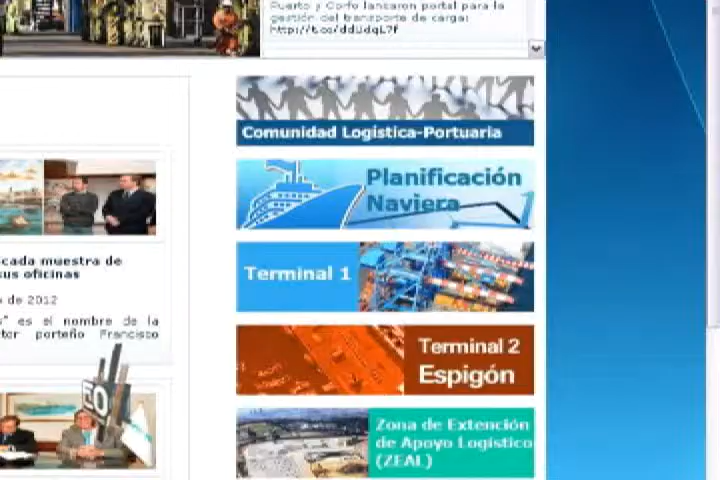 Puerto y Corfo lanzaron portal para la
gestión del transporte de carga:
Comunidad Logística-Portuaria
Planificación
Naviera
Terminal 1
cada muestra de
sus oficinas
de 2012
" es el nombre de la
porteño Francisco
Terminal 2
Espigón
50
Zona de Extención
de Apoyo Logístico
(ZEAL)